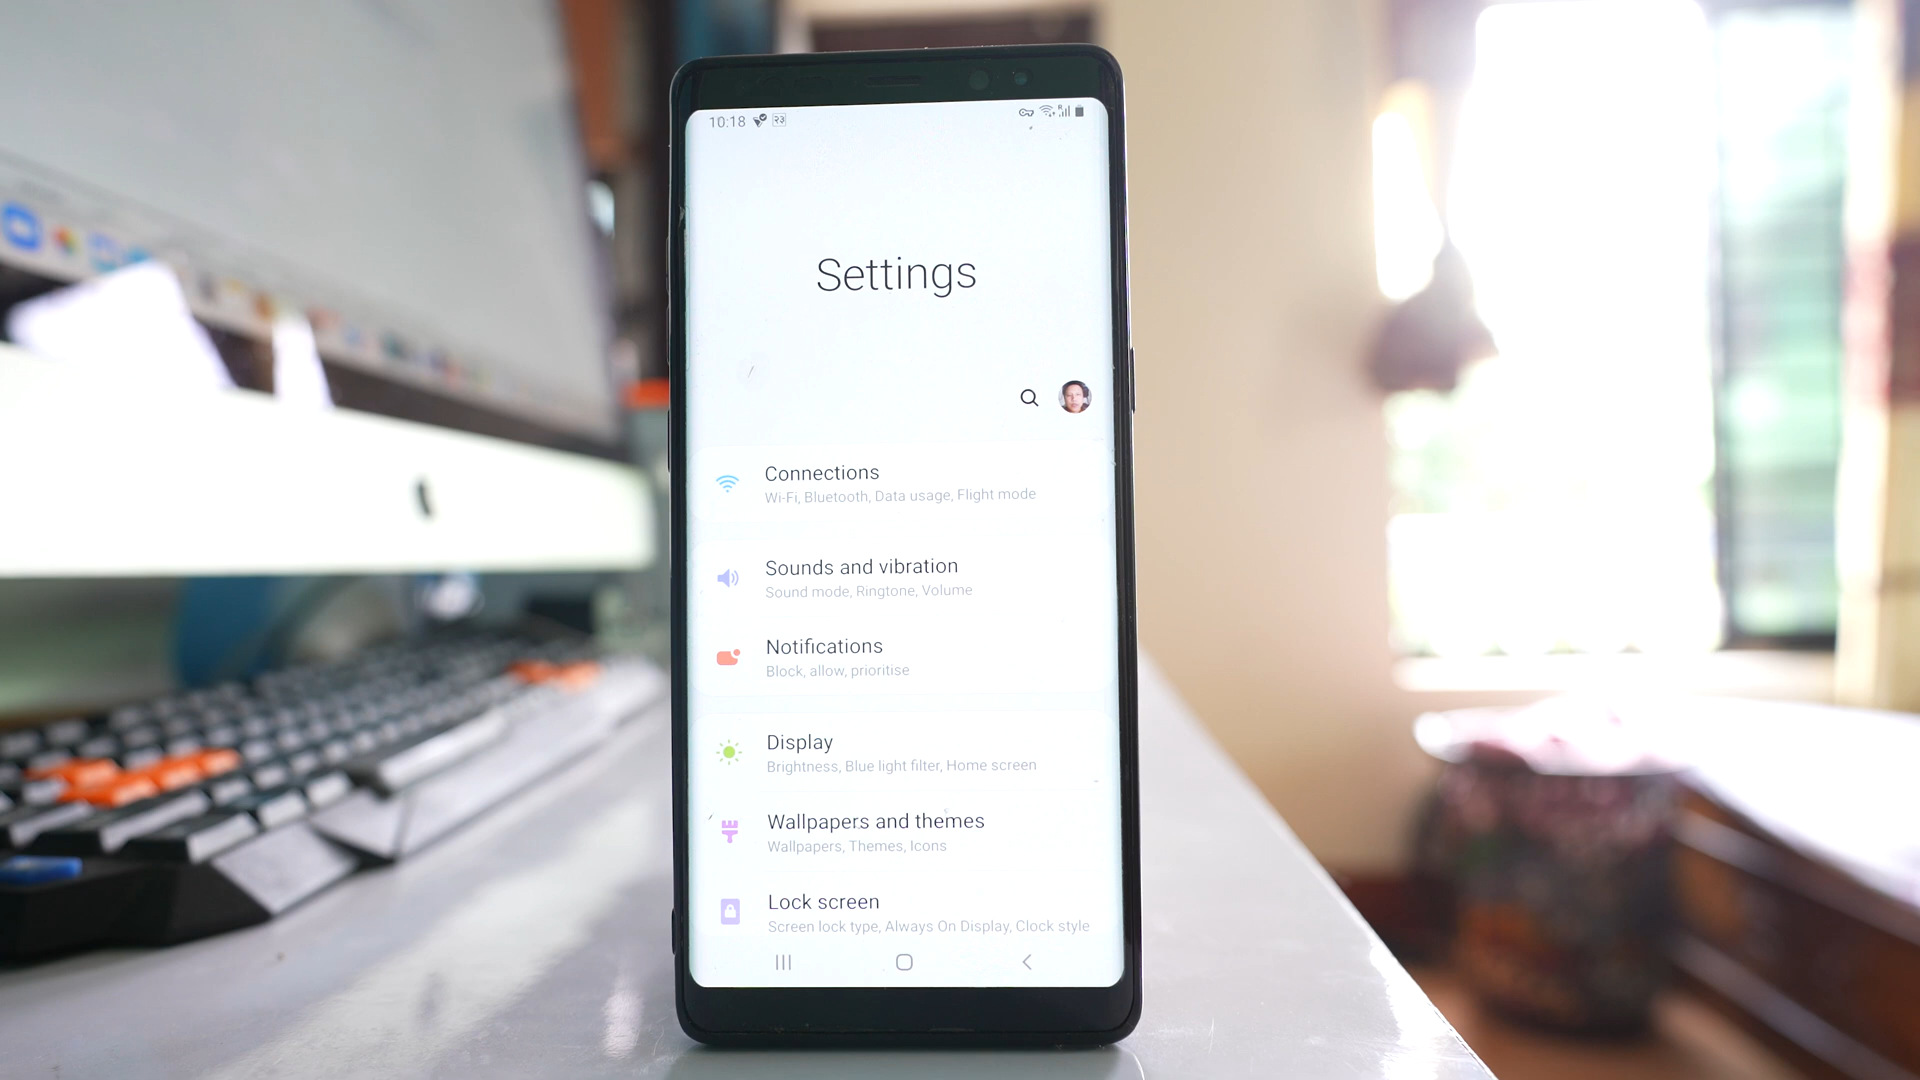 10:18 २३ R
Settings
Connections
Wi-Fi, Bluetooth, Data usage, Flight mode
Sounds and vibration
Sound mode, Ringtone, Volume
Notifications
Block, allow, prioritise
Display
Brightness, Blue light filter, Home screen
Wallpapers and themes
Wallpapers, Themes, Icons
Lock screen
Screen lock type, Always On Display, Clock style